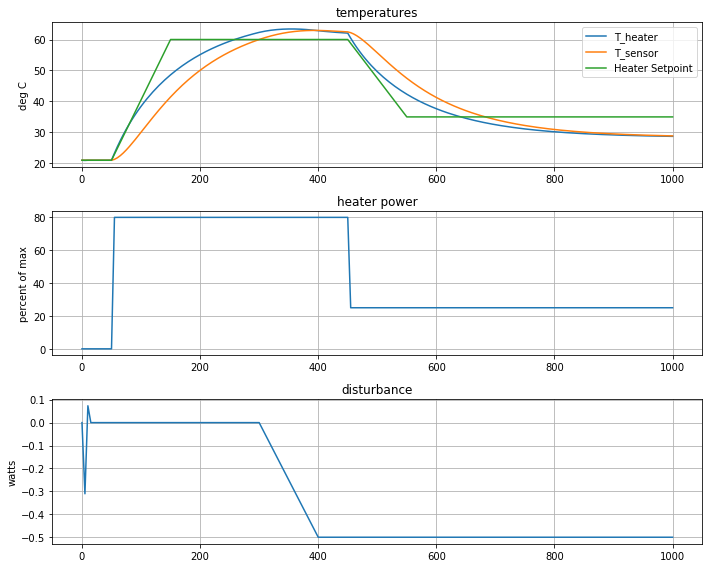 temperatures
deg C
60
50
40
30
20
T_heater
T_sensor
Heater Setpoint
0 200 400 600 800 1000
heater power
percent of max
80
60
40
20
0
0 200 400 600 800 1000
disturbance
watts
0.1
0.0
−0.1
−0.2
−0.3
−0.4
−0.5
0 200 400 600 800 1000